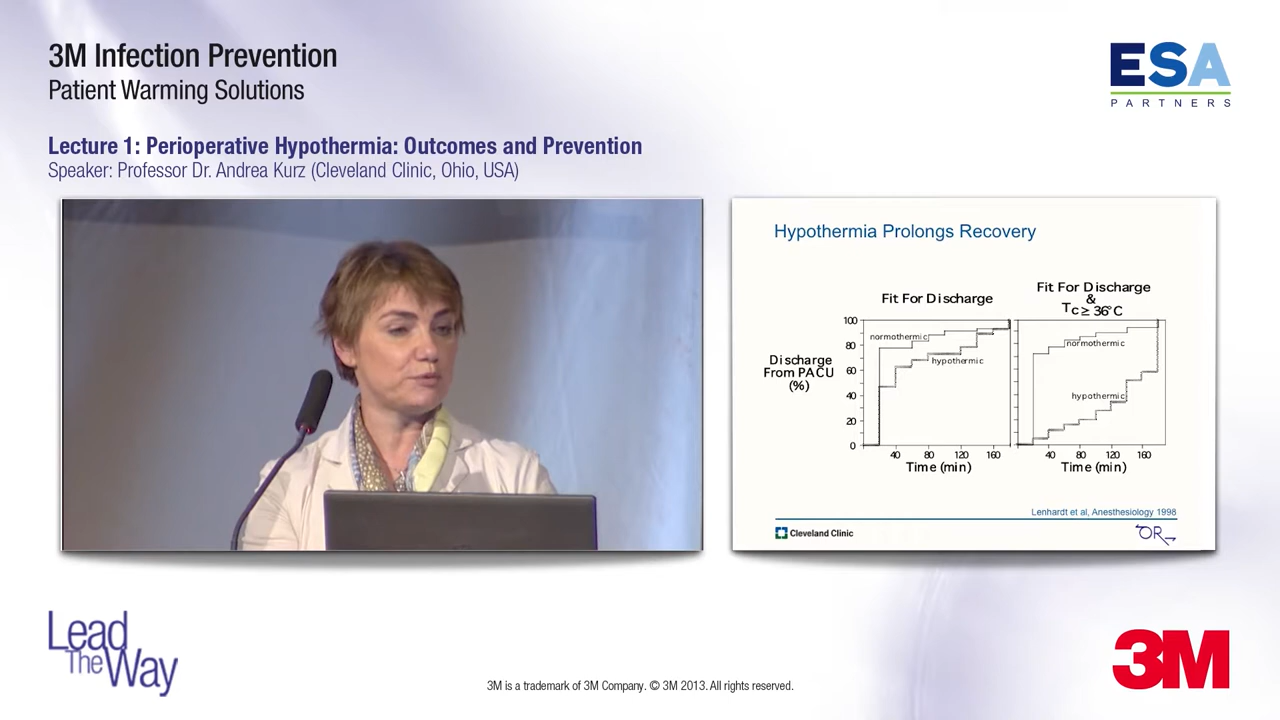 3M Infection Prevention
Patient Warming Solutions
ESA
PARTNERS
Lecture 1: Perioperative Hypothermia: Outcomes and Prevention
Speaker: Professor Dr. Andrea Kurz (Cleveland Clinic, Ohio, USA)
Hypothermia Prolongs Recovery
Fit For Discharge
Fit For Discharge
&
Tc ≥ 36°C
Discharge
From PACU
(%)
100
80
60
40
20
0
normothermic
hypothermic
40 80 120 160
Time (min)
normothermic
hypothermic
40 80 120 160
Time (min)
Lenhardt et al, Anesthesiology 1998
Cleveland Clinic
OR
Lead
The Way
3M is a trademark of 3M Company. © 3M 2013. All rights reserved.
3M